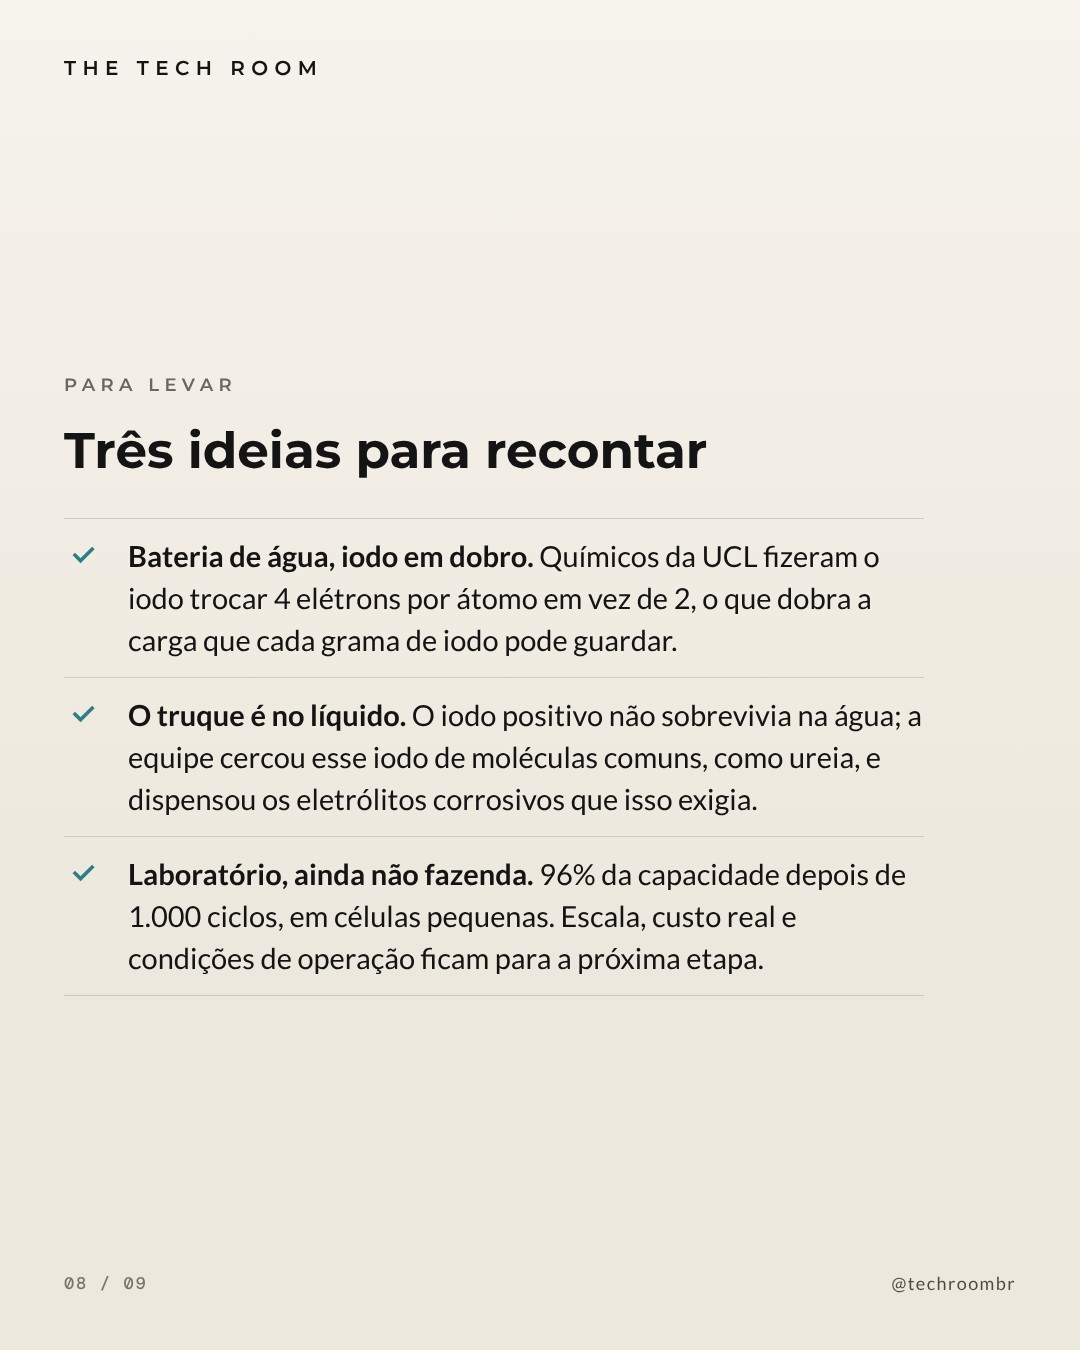 THE TECH ROOM
PARA LEVAR
Três ideias para recontar
Bateria de água, iodo em dobro. Químicos da UCL fizeram o
iodo trocar 4 elétrons por átomo em vez de 2, o que dobra a
carga que cada grama de iodo pode guardar.
O truque é no líquido. O iodo positivo não sobrevivia na água; a
equipe cercou esse iodo de moléculas comuns, como ureia, e
dispensou os eletrólitos corrosivos que isso exigia.
Laboratório, ainda não fazenda. 96% da capacidade depois de
1.000 ciclos, em células pequenas. Escala, custo real e
condições de operação ficam para a próxima etapa.
08 / 09
@techroombr